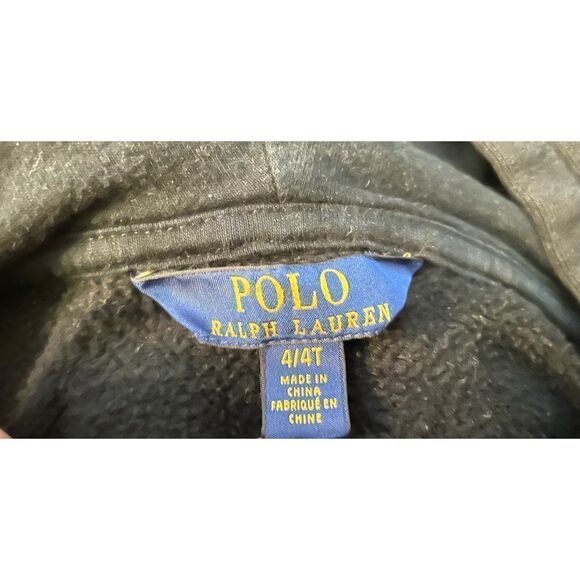 POLO
RALPH LAUREN
4/4T
MADE IN
CHINA
FABRIQUÉ EN
CHINE